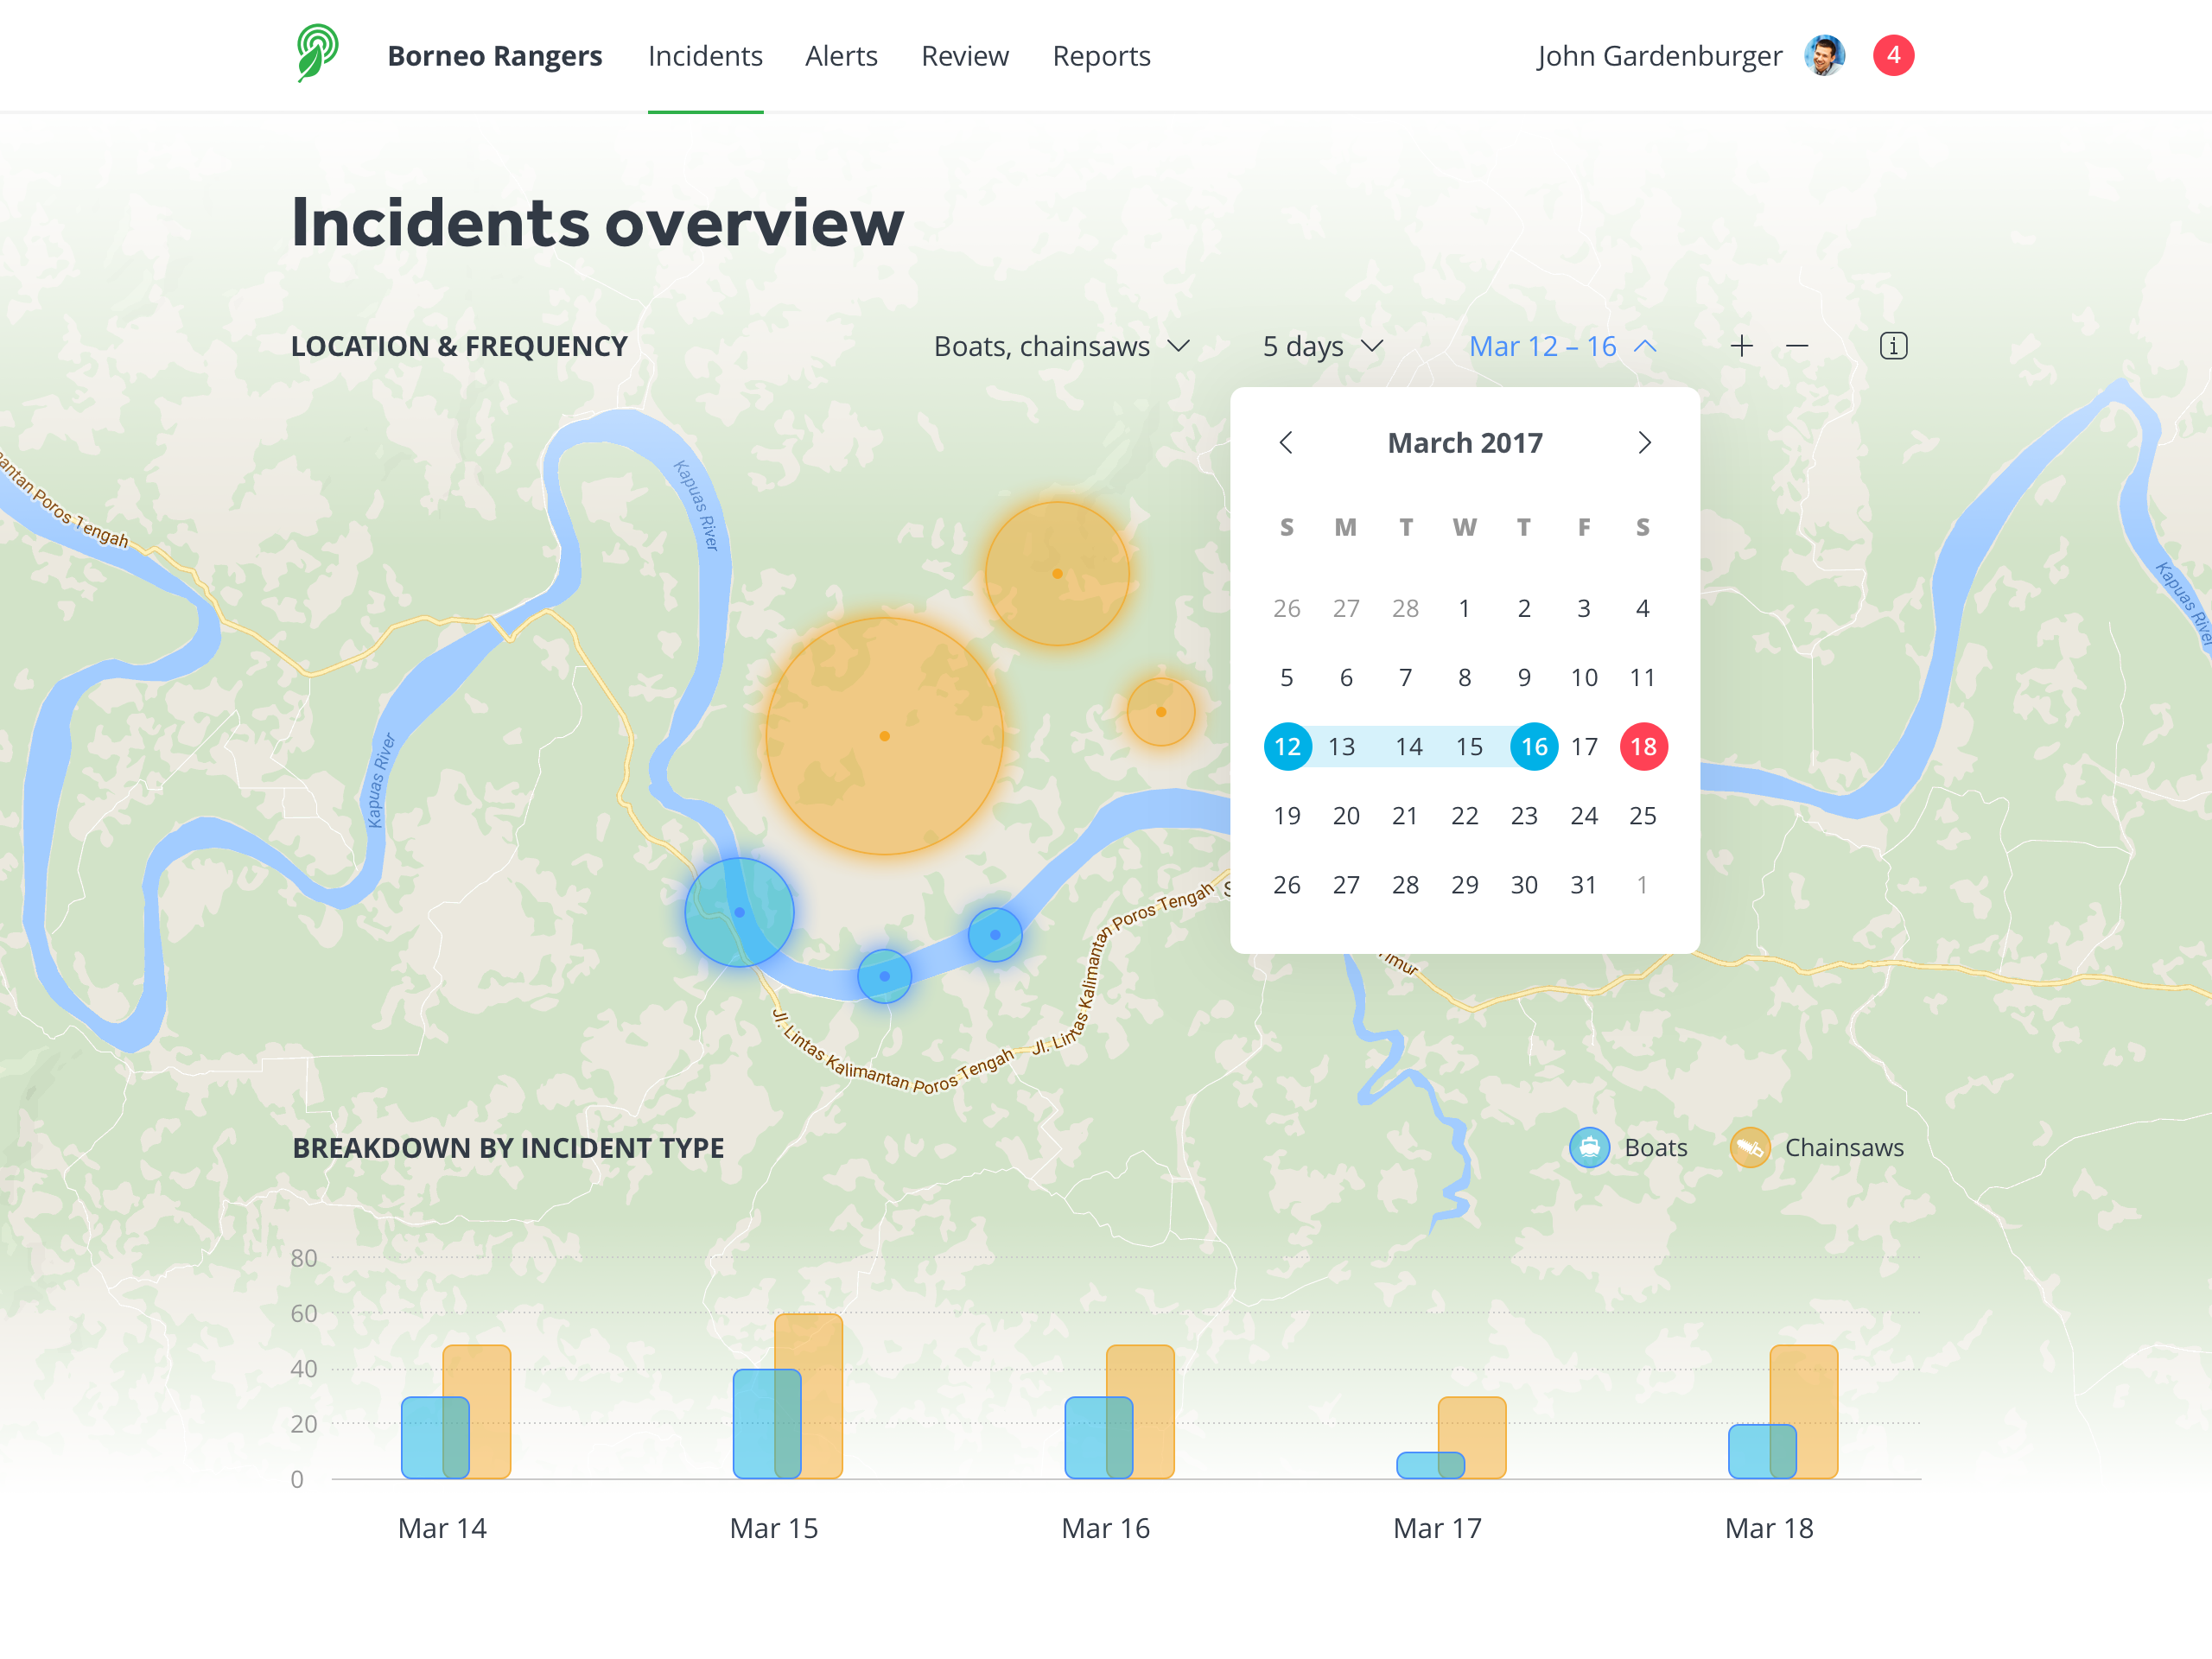 Borneo Rangers Incidents Alerts Review Reports John Gardenburger 4
Incidents overview
LOCATION & FREQUENCY Boats, chainsaws 5 days Mar 12 – 16
March 2017
S M T W T F S
26 27 28 1 2 3 4
5 6 7 8 9 10 11
12 13 14 15 16 17 18
19 20 21 22 23 24 25
26 27 28 29 30 31 1
Poros Tengah
Kapuas River
Kapuas River
Kapuas River
Jl. Lintas Kalimantan Poros Tengah
Jl. Lintas Kalimantan Poros Tengah
BREAKDOWN BY INCIDENT TYPE Boats Chainsaws
80
60
40
20
0
Mar 14 Mar 15 Mar 16 Mar 17 Mar 18